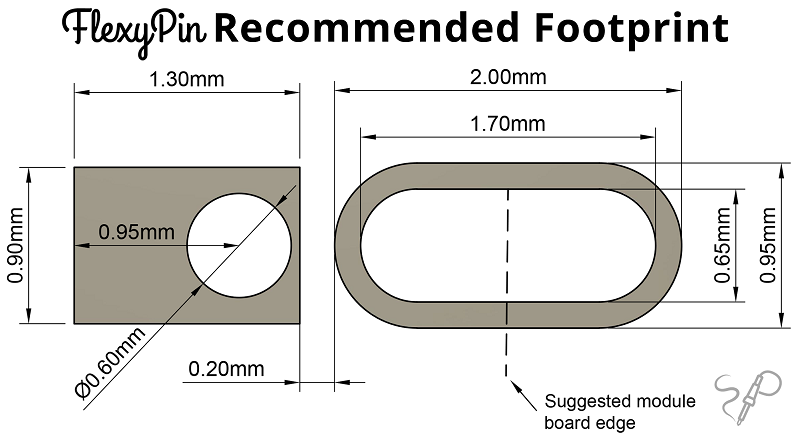 FlexyPin Recommended Footprint
1.30mm
2.00mm
1.70mm
0.90mm
0.95mm
0.65mm
0.95mm
Ø0.60mm
0.20mm
Suggested module
board edge